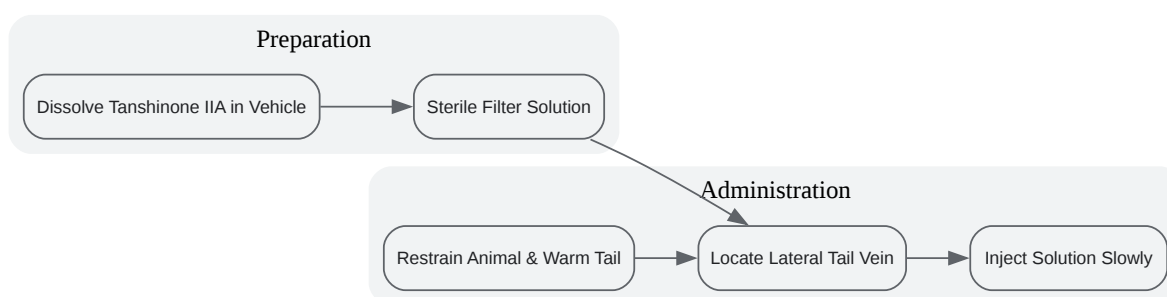 Preparation
Dissolve Tanshinone IIA in Vehicle
Sterile Filter Solution
Administration
Restrain Animal & Warm Tail
Locate Lateral Tail Vein
Inject Solution Slowly